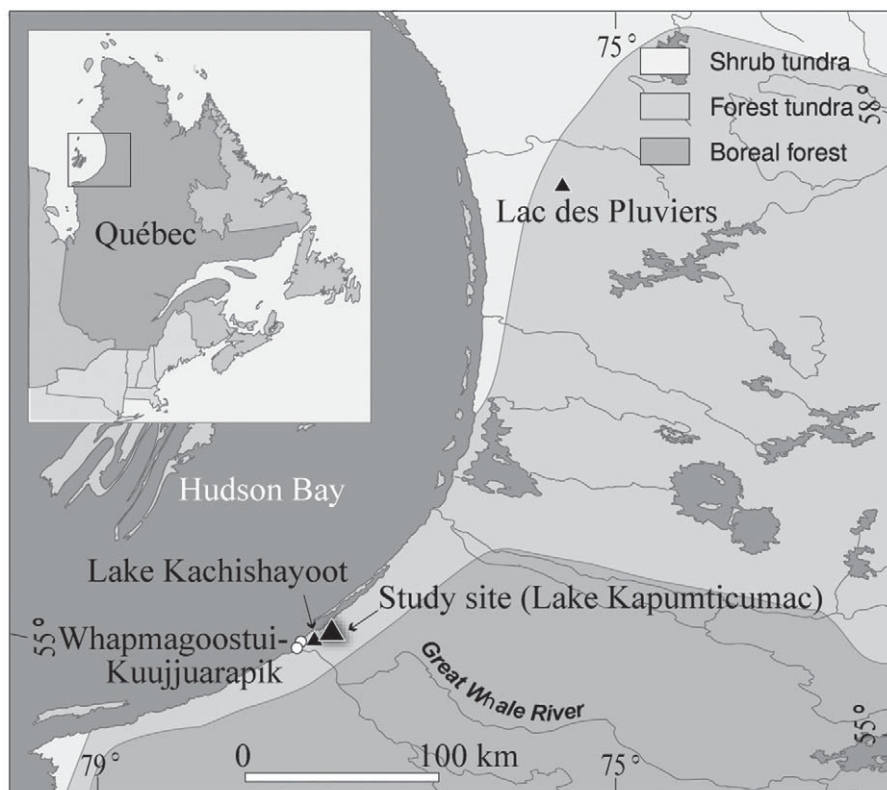 75°
Shrub tundra
Forest tundra
Boreal forest
58°
Québec
Lac des Pluviers
Hudson Bay
Lake Kachishayoot
Study site (Lake Kapumticumac)
55°
Whapmagoostui-
Kuujjuarapik
Great Whale River
55°
0
100 km
79°
75°